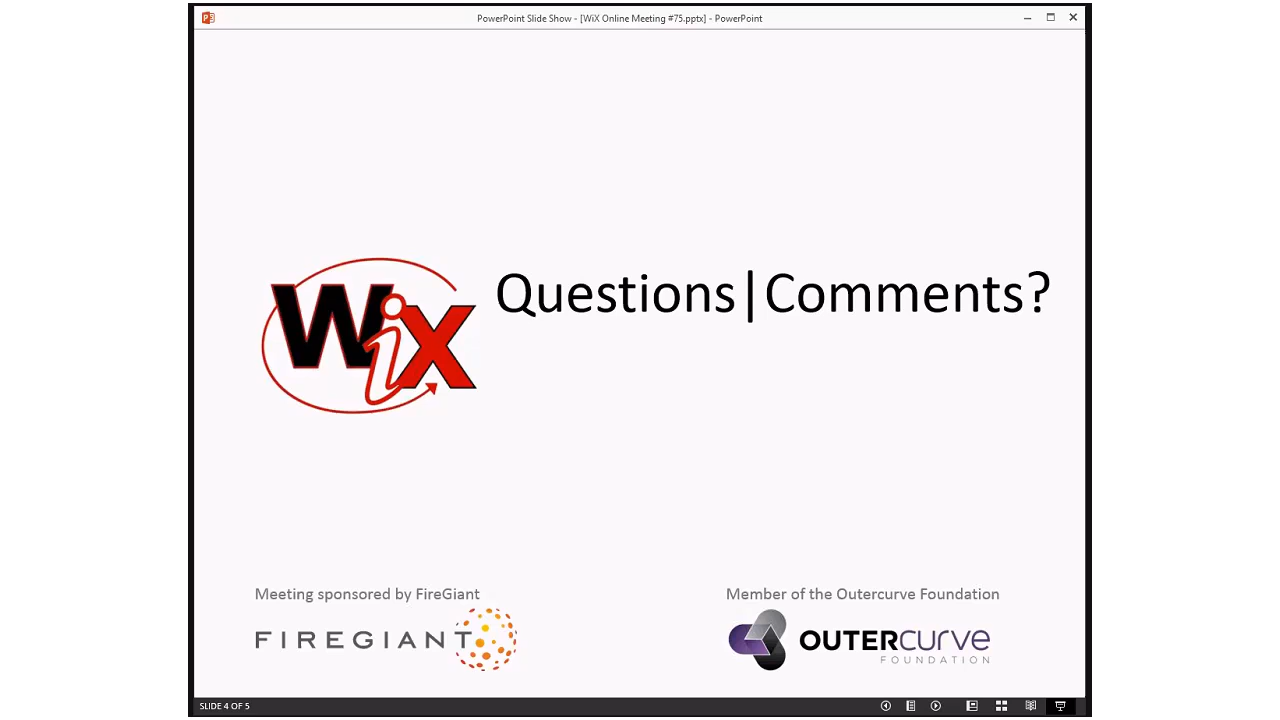 PowerPoint Slide Show - [WiX Online Meeting #75.pptx] - PowerPoint
WiX
Questions|Comments?
Meeting sponsored by FireGiant
FIREGIANT
Member of the Outercurve Foundation
OUTERCURVE
FOUNDATION
SLIDE 4 OF 5